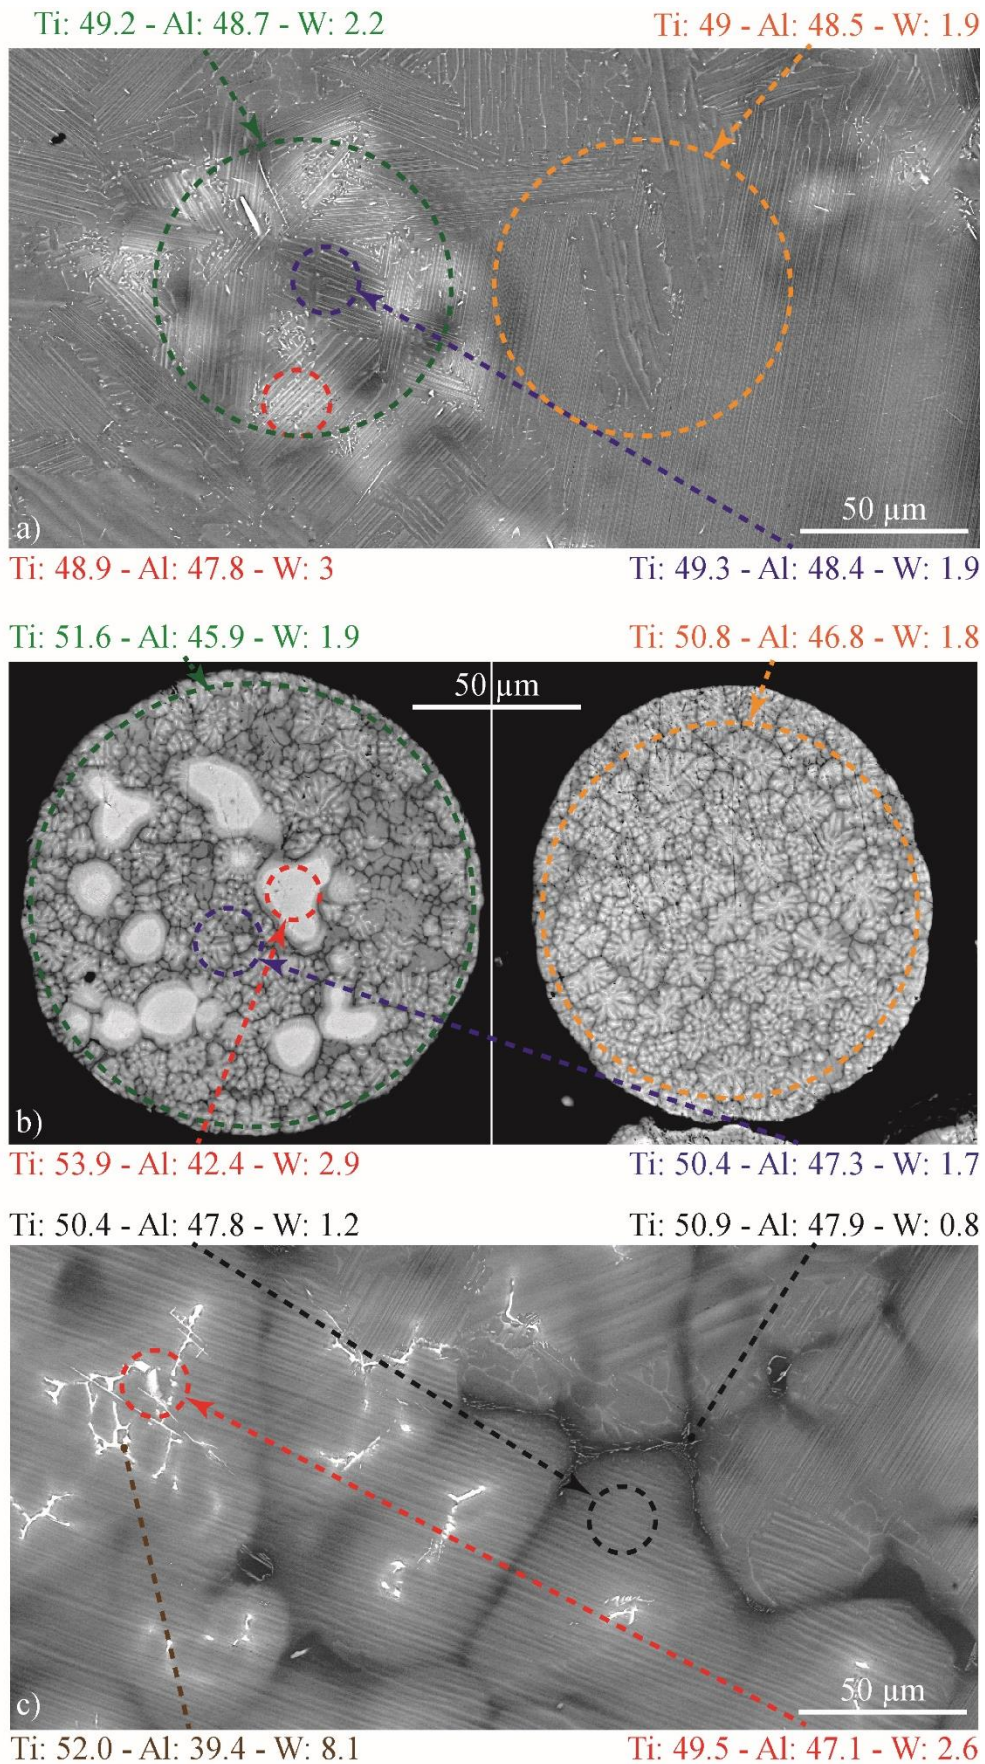 Ti: 49.2 - Al: 48.7 - W: 2.2
Ti: 49 - Al: 48.5 - W: 1.9
50 µm
a)
Ti: 48.9 - Al: 47.8 - W: 3
Ti: 49.3 - Al: 48.4 - W: 1.9
Ti: 51.6 - Al: 45.9 - W: 1.9
Ti: 50.8 - Al: 46.8 - W: 1.8
50 µm
b)
Ti: 53.9 - Al: 42.4 - W: 2.9
Ti: 50.4 - Al: 47.3 - W: 1.7
Ti: 50.4 - Al: 47.8 - W: 1.2
Ti: 50.9 - Al: 47.9 - W: 0.8
50 µm
c)
Ti: 52.0 - Al: 39.4 - W: 8.1
Ti: 49.5 - Al: 47.1 - W: 2.6